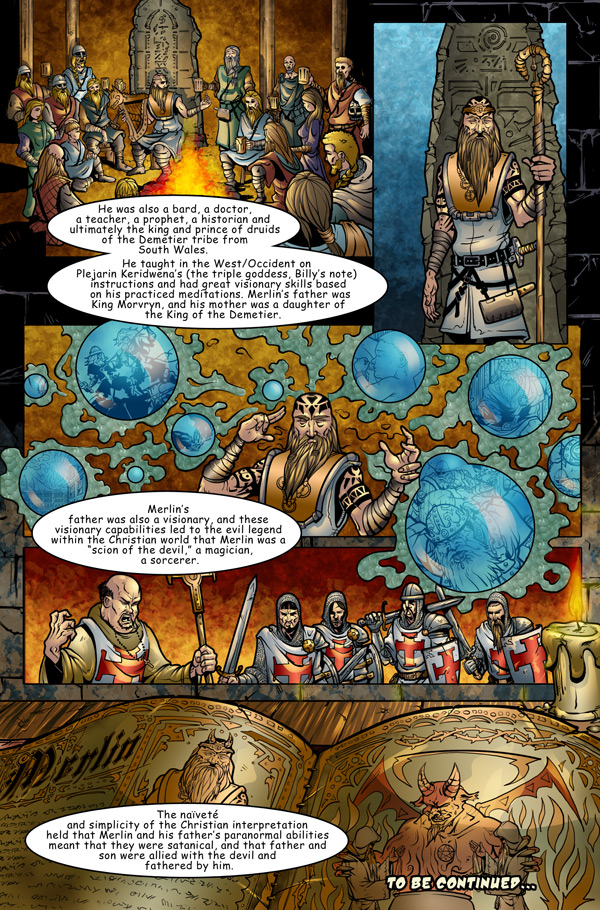 He was also a bard, a doctor,
a teacher, a prophet, a historian and
ultimately the king and prince of druids
of the Demetier tribe from
South Wales.
He taught in the West/Occident on
Plejarin Keridwena's (the triple goddess, Billy's note)
instructions and had great visionary skills based
on his practiced meditations. Merlin's father was
King Morvryn, and his mother was a daughter of
the King of the Demetier.
Merlin's
father was also a visionary, and these
visionary capabilities led to the evil legend
within the Christian world that Merlin was a
"scion of the devil," a magician,
a sorcerer.
Merlin
The naïveté
and simplicity of the Christian interpretation
held that Merlin and his father's paranormal abilities
meant that they were satanical, and that father and
son were allied with the devil and
fathered by him.
TO BE CONTINUED...